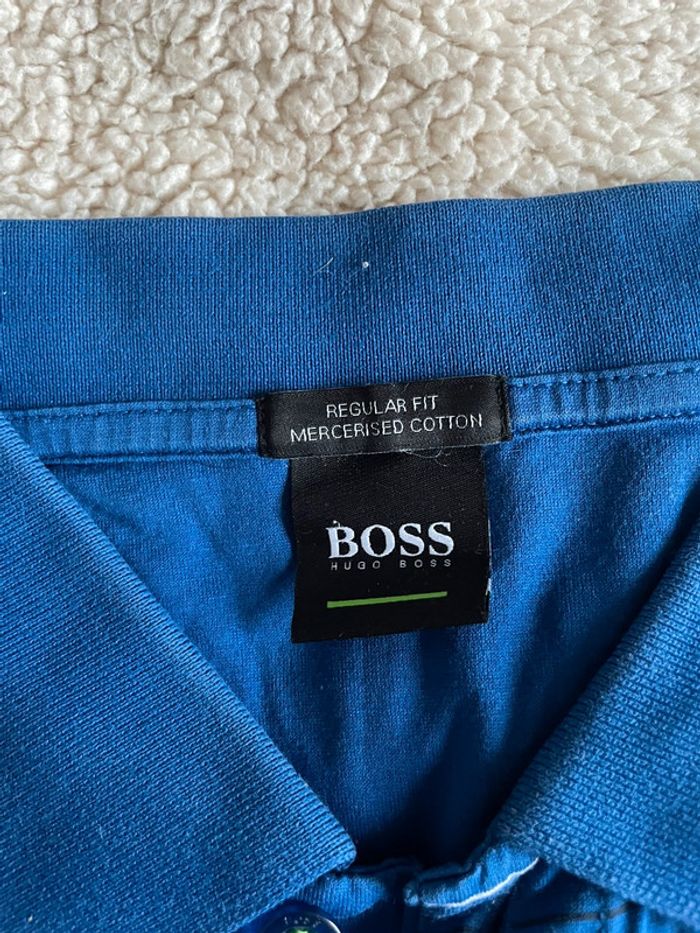 REGULAR FIT
MERCERISED COTTON
BOSS
HUGO BOSS